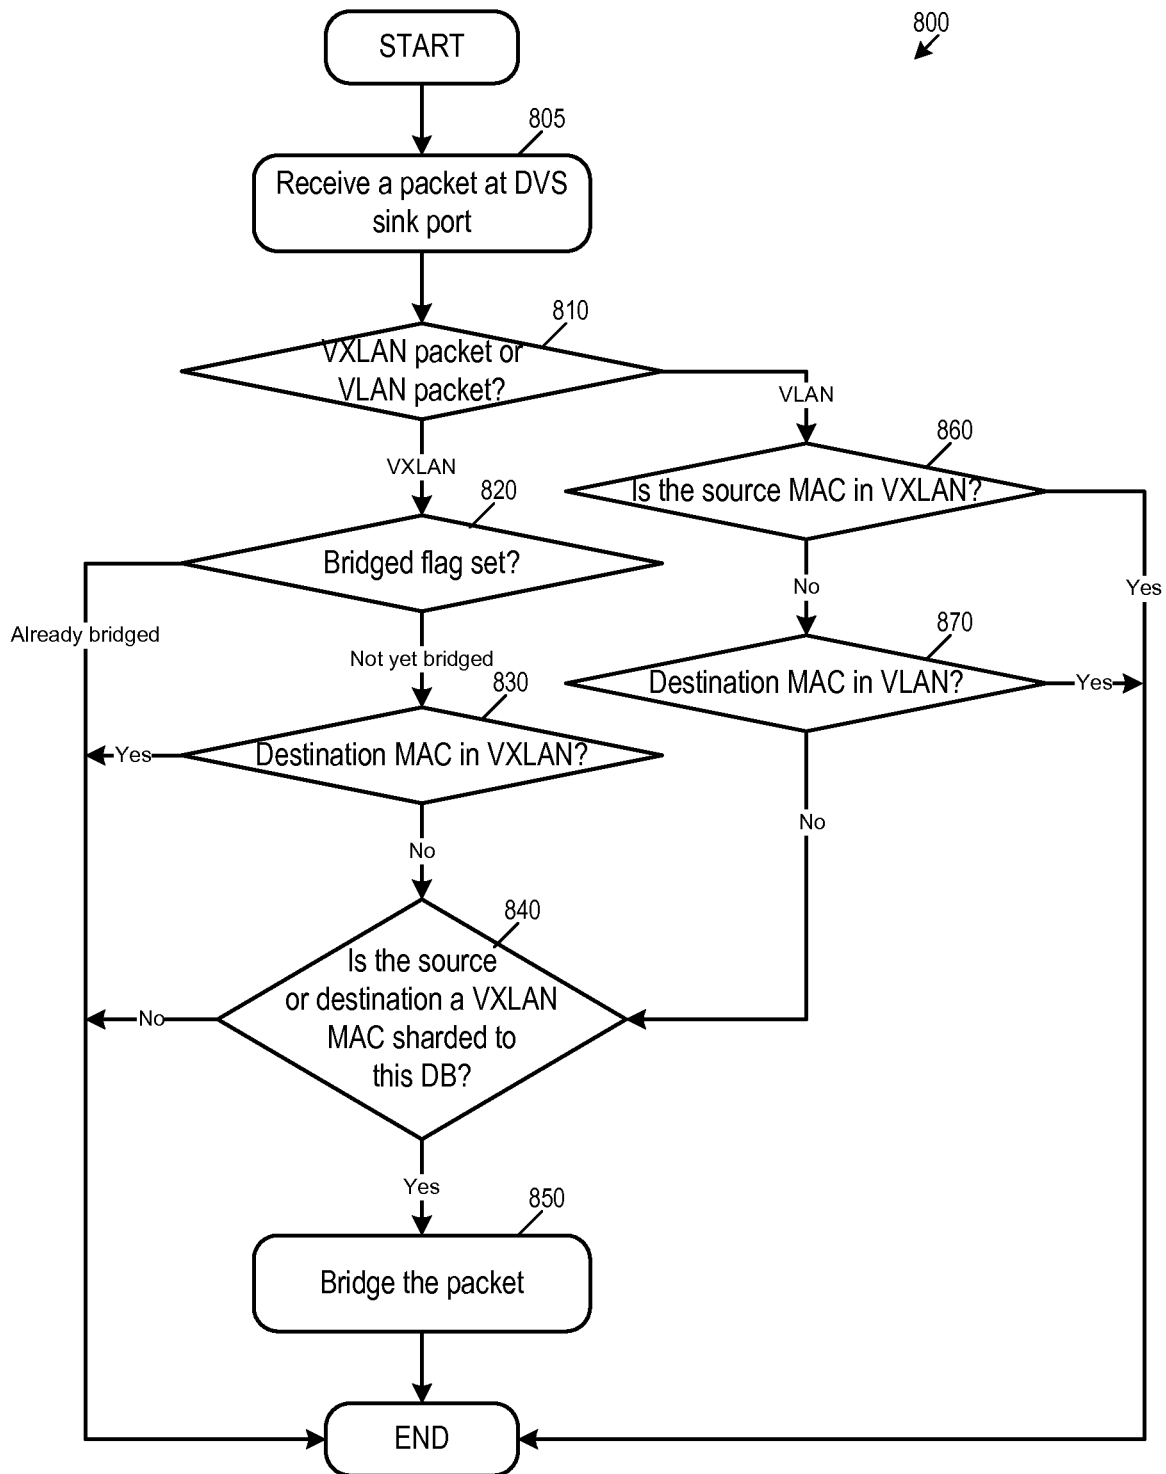 START
800
805
Receive a packet at DVS
sink port
810
VXLAN packet or
VLAN packet?
VLAN
VXLAN
860
Is the source MAC in VXLAN?
820
Bridged flag set?
No
Yes
Already bridged
Not yet bridged
870
Destination MAC in VLAN?
Yes
830
Destination MAC in VXLAN?
Yes
No
No
840
Is the source
or destination a VXLAN
MAC sharded to
this DB?
No
Yes
850
Bridge the packet
END